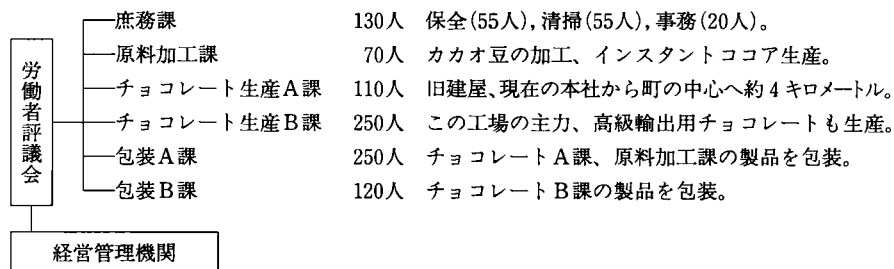 庶務課　130人　保全(55人),清掃(55人),事務(20人)。
原料加工課　70人　カカオ豆の加工、インスタントココア生産。
チョコレート生産A課　110人　旧建屋、現在の本社から町の中心へ約4キロメートル。
チョコレート生産B課　250人　この工場の主力、高級輸出用チョコレートも生産。
包装A課　250人　チョコレートA課、原料加工課の製品を包装。
包装B課　120人　チョコレートB課の製品を包装。
労働者評議会
経営管理機関